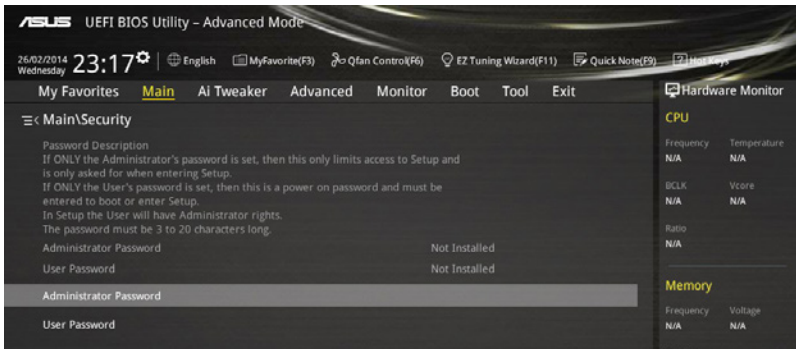 ASUS UEFI BIOS Utility – Advanced Mode
26/02/2014
Wednesday
23:17
English
MyFavorite(F3)
Qfan Control(F6)
EZ Tuning Wizard(F11)
Quick Note(F9)
Hot Keys
My Favorites Main Ai Tweaker Advanced Monitor Boot Tool Exit
Main\Security
Password Description
If ONLY the Administrator's password is set, then this only limits access to Setup and
is only asked for when entering Setup.
If ONLY the User's password is set, then this is a power on password and must be
entered to boot or enter Setup.
In Setup the User will have Administrator rights.
The password must be 3 to 20 characters long.
Administrator Password Not Installed
User Password Not Installed
Administrator Password
User Password
Hardware Monitor
CPU
Frequency Temperature
N/A N/A
BCLK Vcore
N/A N/A
Ratio
N/A
Memory
Frequency Voltage
N/A N/A